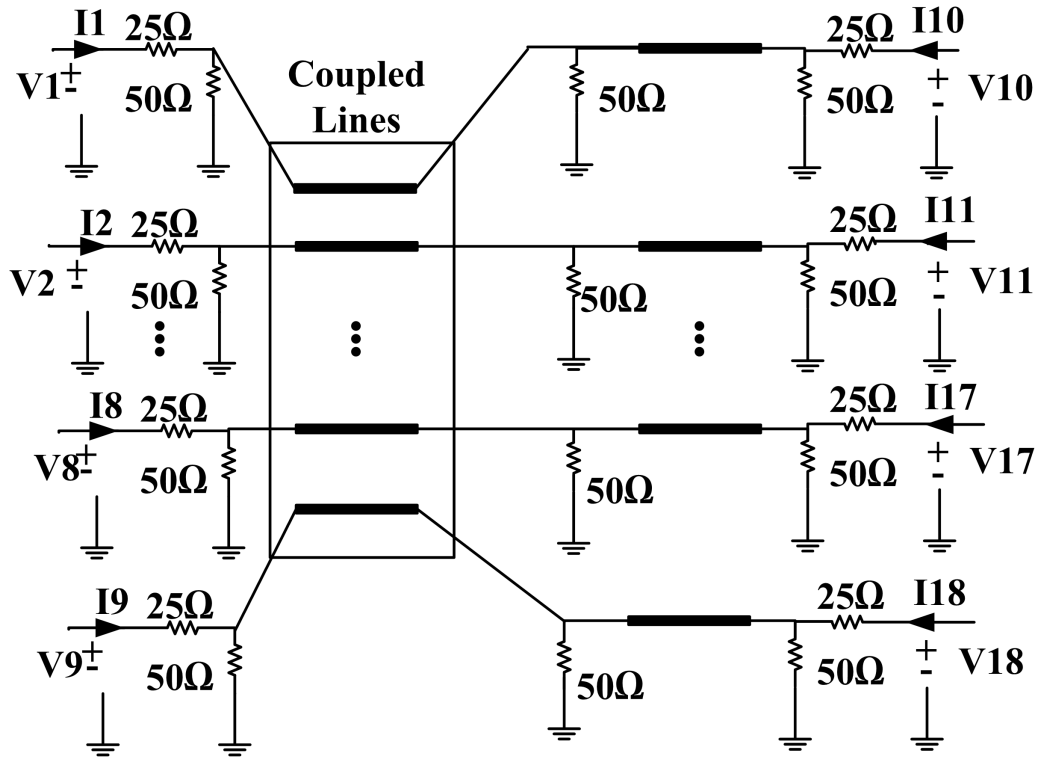 I1 25Ω
V1 + -
50Ω
Coupled
Lines
50Ω
25Ω I10
50Ω
+ - V10
I2 25Ω
V2 + -
50Ω
50Ω
25Ω I11
50Ω
+ - V11
I8 25Ω
V8 + -
50Ω
50Ω
25Ω I17
50Ω
+ - V17
I9 25Ω
V9 + -
50Ω
50Ω
25Ω I18
50Ω
+ - V18